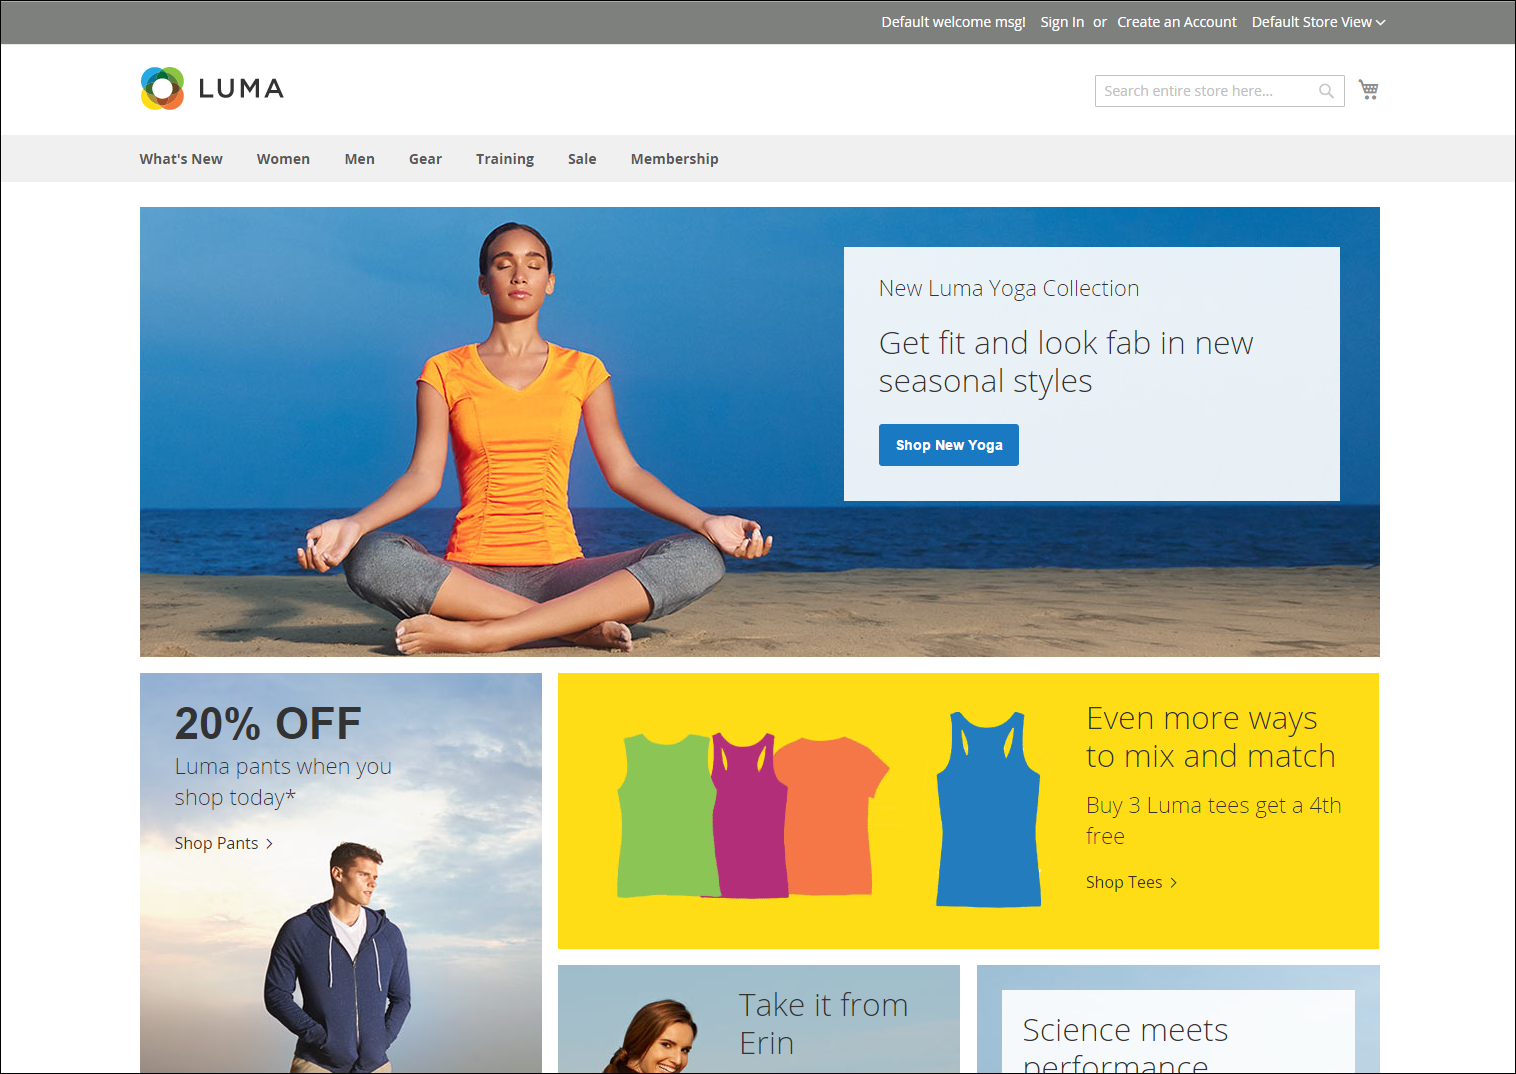 Default welcome msg! Sign In or Create an Account Default Store View
LUMA
Search entire store here...
What's New Women Men Gear Training Sale Membership
New Luma Yoga Collection
Get fit and look fab in new
seasonal styles
Shop New Yoga
20% OFF
Luma pants when you
shop today*
Shop Pants
Even more ways
to mix and match
Buy 3 Luma tees get a 4th
free
Shop Tees
Take it from
Erin
Science meets
performance